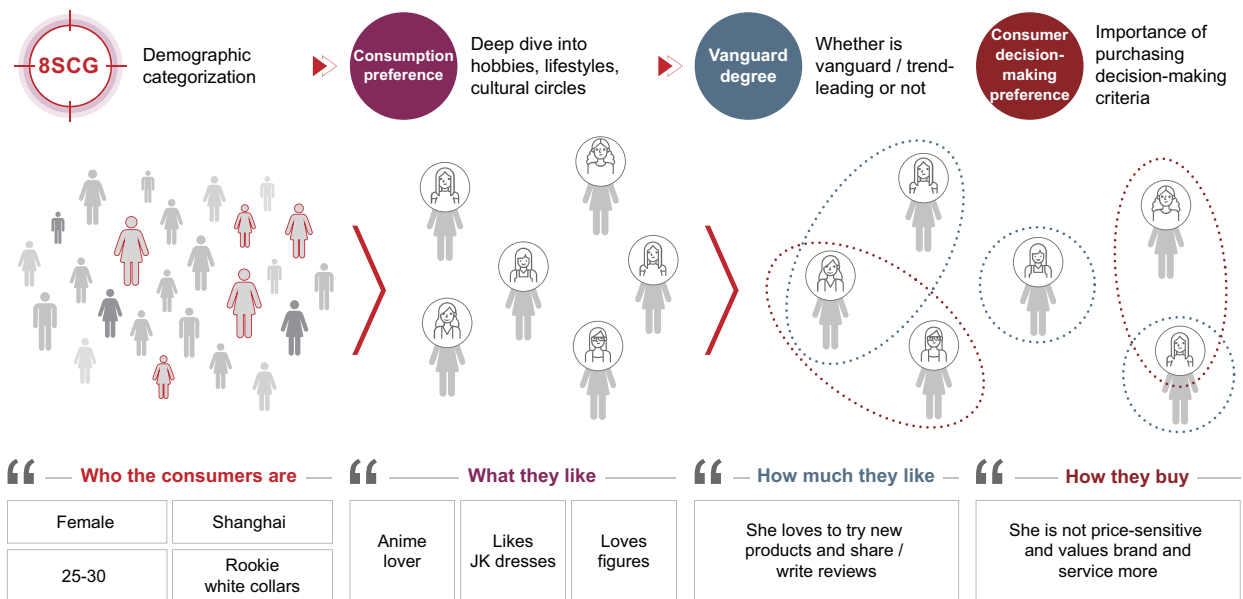 8SCG
Demographic
categorization
Consumption
preference
Deep dive into
hobbies, lifestyles,
cultural circles
Vanguard
degree
Whether is
vanguard / trend-
leading or not
Consumer
decision-
making
preference
Importance of
purchasing
decision-making
criteria
Who the consumers are
Female
Shanghai
25-30
Rookie
white collars
What they like
Anime
lover
Likes
JK dresses
Loves
figures
How much they like
She loves to try new
products and share /
write reviews
How they buy
She is not price-sensitive
and values brand and
service more